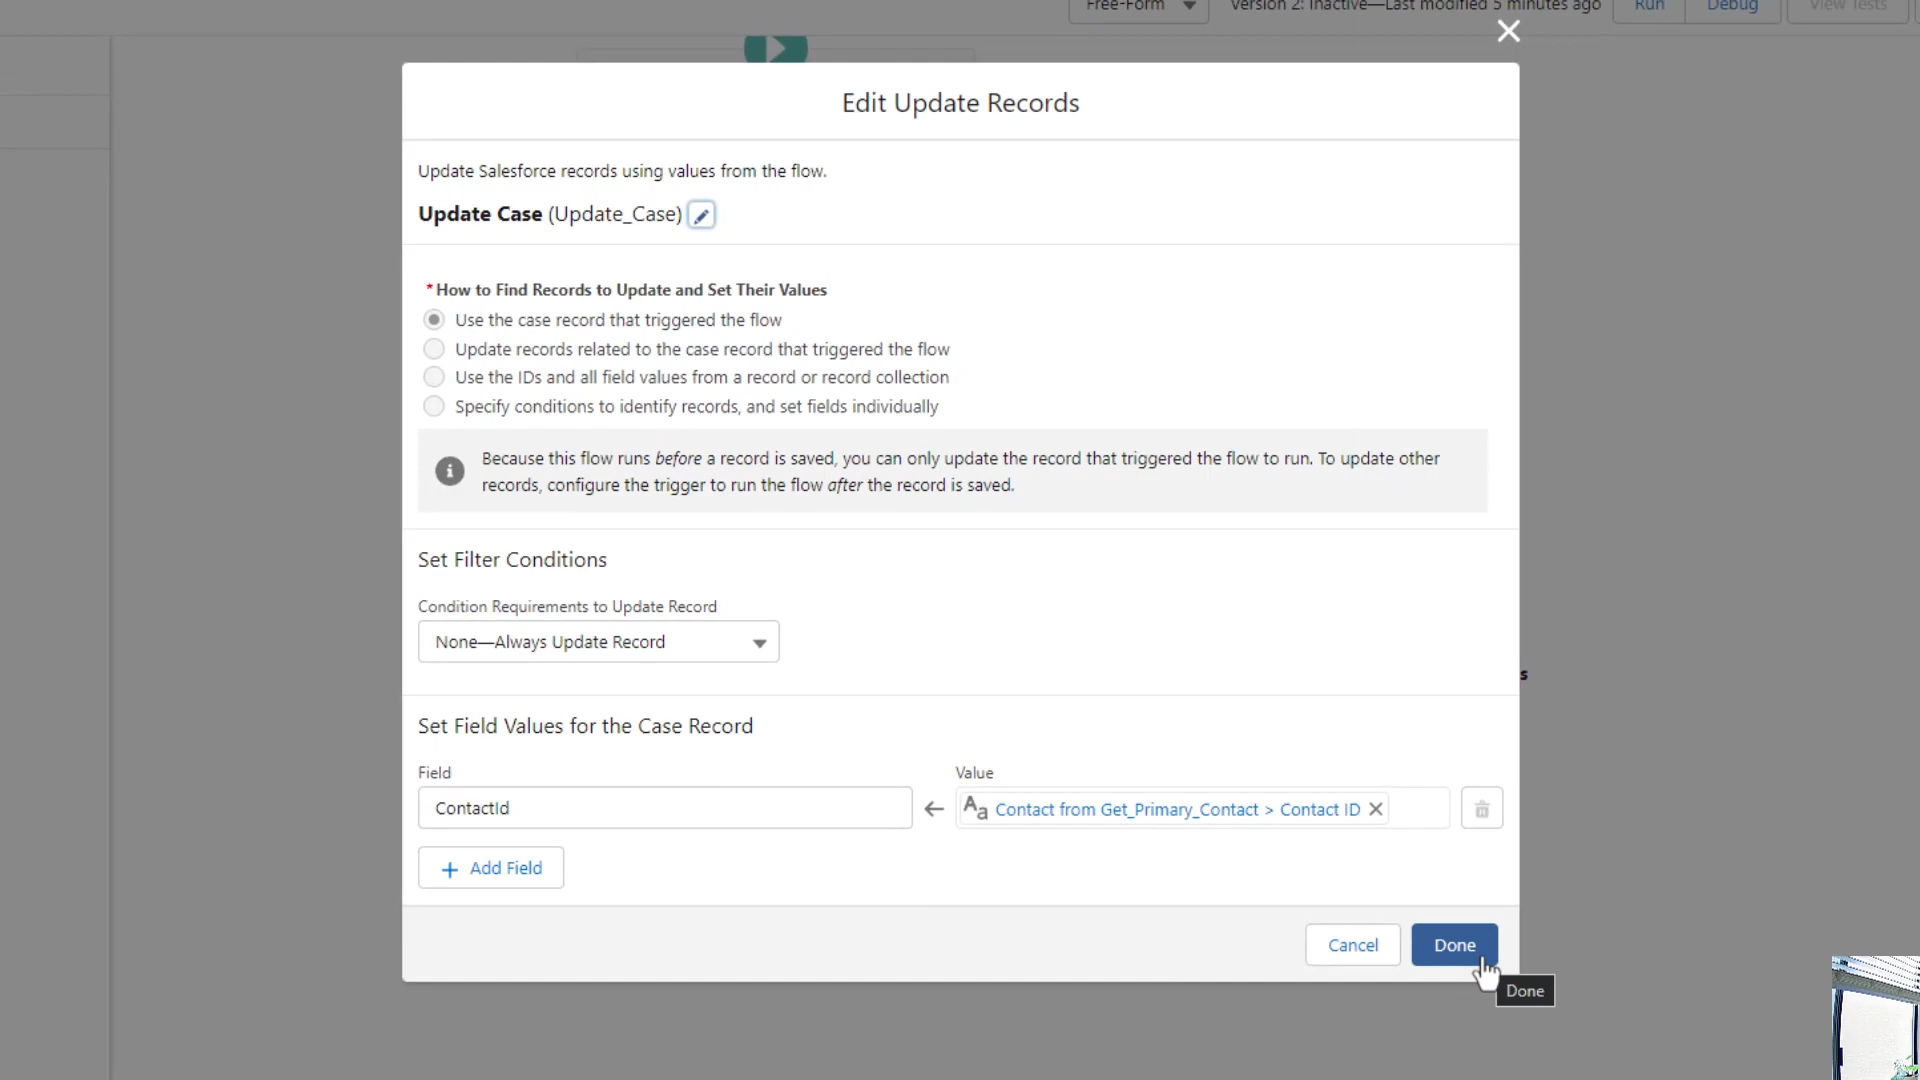 Free-Form
Version 2: Inactive—Last modified 5 minutes ago
Run
Debug
View Tests
Edit Update Records
Update Salesforce records using values from the flow.
Update Case (Update_Case)
*How to Find Records to Update and Set Their Values
Use the case record that triggered the flow
Update records related to the case record that triggered the flow
Use the IDs and all field values from a record or record collection
Specify conditions to identify records, and set fields individually
Because this flow runs before a record is saved, you can only update the record that triggered the flow to run. To update other
records, configure the trigger to run the flow after the record is saved.
Set Filter Conditions
Condition Requirements to Update Record
None—Always Update Record
s
Set Field Values for the Case Record
Field
Value
ContactId
Aa Contact from Get_Primary_Contact > Contact ID
+ Add Field
Cancel
Done
Done